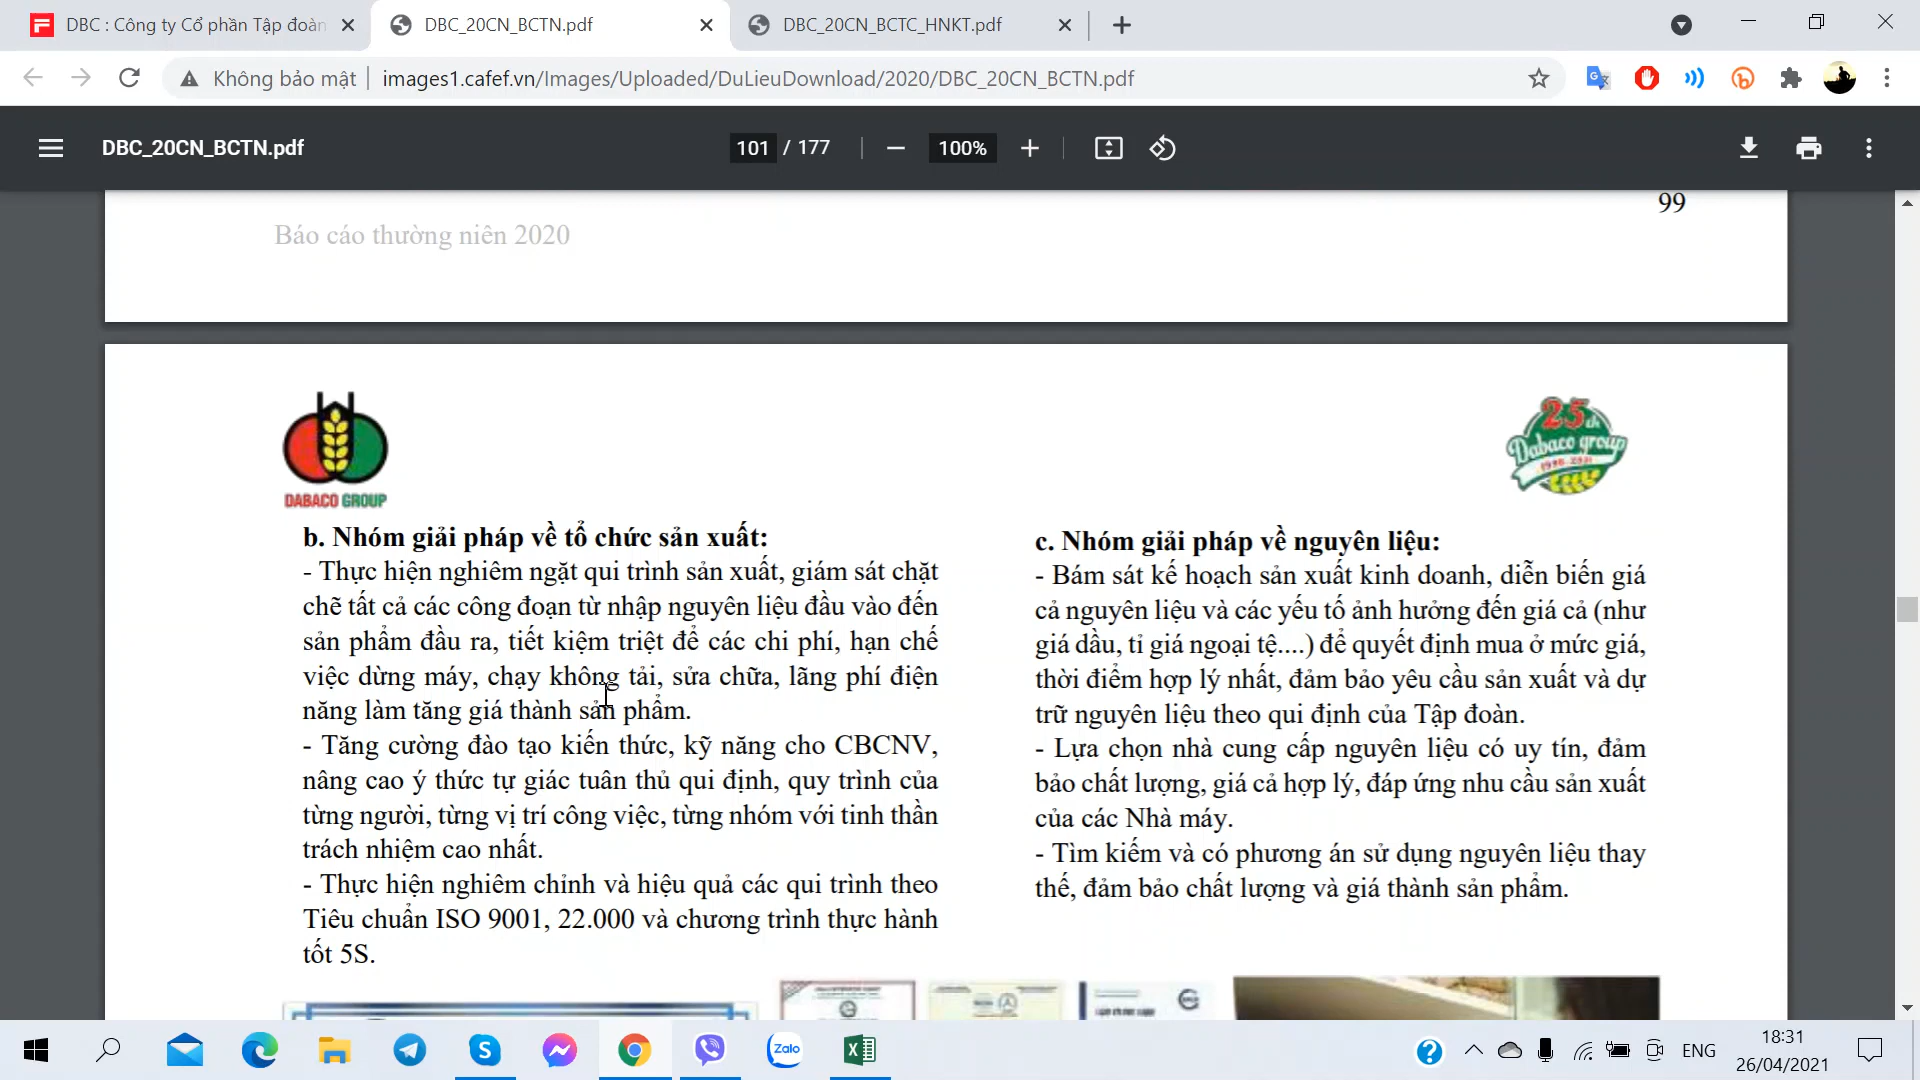 DBC : Công ty Cổ phần Tập đoàn
DBC_20CN_BCTN.pdf
DBC_20CN_BCTC_HNKT.pdf
Không bảo mật
images1.cafef.vn/Images/Uploaded/DuLieuDownload/2020/DBC_20CN_BCTN.pdf
DBC_20CN_BCTN.pdf
101 / 177
100%
99
Báo cáo thường niên 2020
DABACO GROUP
25th
Dabaco group
b. Nhóm giải pháp về tổ chức sản xuất:
- Thực hiện nghiêm ngặt qui trình sản xuất, giám sát chặt
chẽ tất cả các công đoạn từ nhập nguyên liệu đầu vào đến
sản phẩm đầu ra, tiết kiệm triệt để các chi phí, hạn chế
việc dừng máy, chạy không tải, sửa chữa, lãng phí điện
năng làm tăng giá thành sản phẩm.
- Tăng cường đào tạo kiến thức, kỹ năng cho CBCNV,
nâng cao ý thức tự giác tuân thủ qui định, quy trình của
từng người, từng vị trí công việc, từng nhóm với tinh thần
trách nhiệm cao nhất.
- Thực hiện nghiêm chỉnh và hiệu quả các qui trình theo
Tiêu chuẩn ISO 9001, 22.000 và chương trình thực hành
tốt 5S.
c. Nhóm giải pháp về nguyên liệu:
- Bám sát kế hoạch sản xuất kinh doanh, diễn biến giá
cả nguyên liệu và các yếu tố ảnh hưởng đến giá cả (như
giá dầu, tỉ giá ngoại tệ....) để quyết định mua ở mức giá,
thời điểm hợp lý nhất, đảm bảo yêu cầu sản xuất và dự
trữ nguyên liệu theo qui định của Tập đoàn.
- Lựa chọn nhà cung cấp nguyên liệu có uy tín, đảm
bảo chất lượng, giá cả hợp lý, đáp ứng nhu cầu sản xuất
của các Nhà máy.
- Tìm kiếm và có phương án sử dụng nguyên liệu thay
thế, đảm bảo chất lượng và giá thành sản phẩm.
Zalo
ENG
18:31
26/04/2021